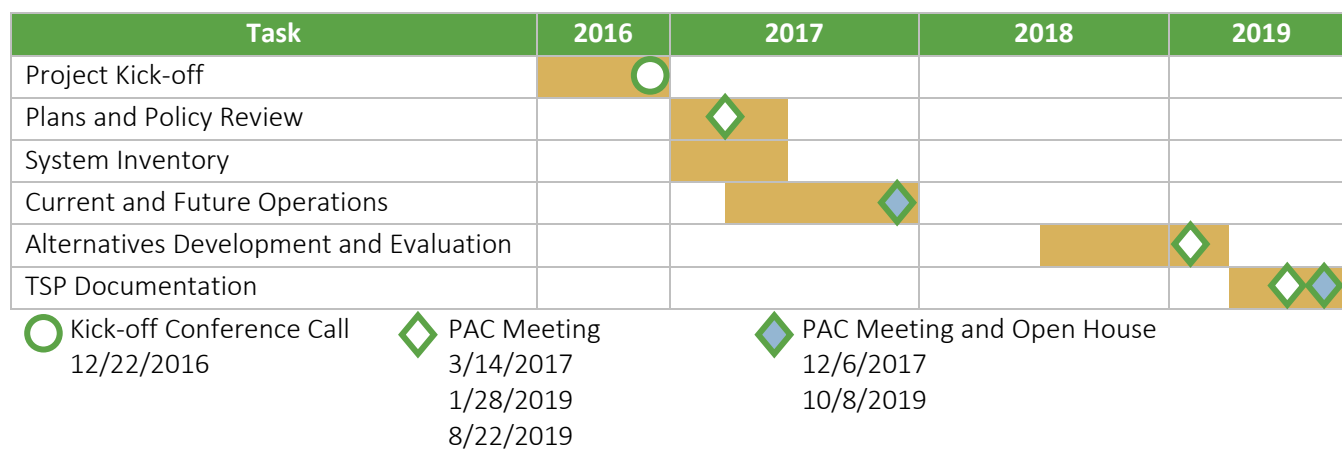 Task 2016 2017 2018 2019
Project Kick-off
Plans and Policy Review
System Inventory
Current and Future Operations
Alternatives Development and Evaluation
TSP Documentation
Kick-off Conference Call PAC Meeting PAC Meeting and Open House
12/22/2016 3/14/2017 12/6/2017
1/28/2019 10/8/2019
8/22/2019